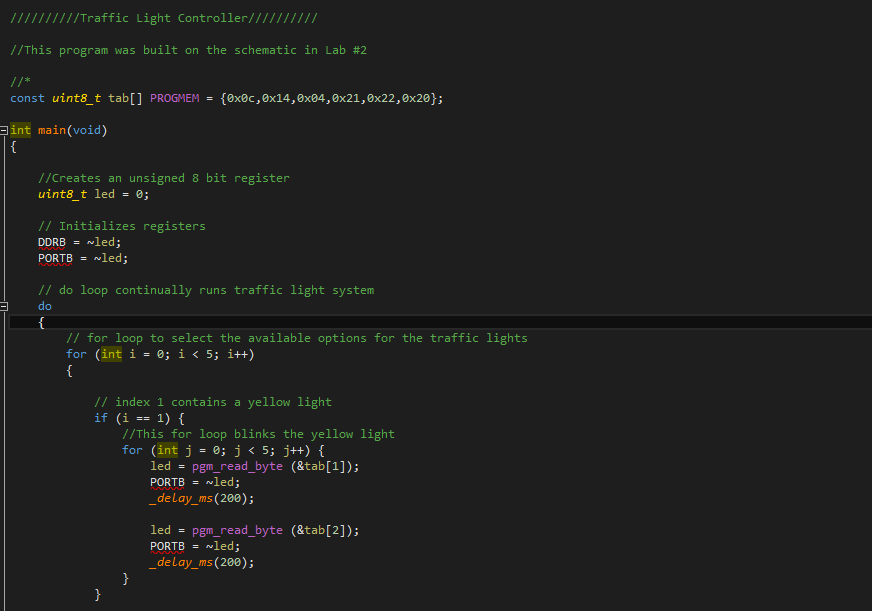 //////////Traffic Light Controller//////////
//This program was built on the schematic in Lab #2
//*
const uint8_t tab[] PROGMEM = {0x0c,0x14,0x04,0x21,0x22,0x20};
int main(void)
{
//Creates an unsigned 8 bit register
uint8_t led = 0;
// Initializes registers
DDRB = ~led;
PORTB = ~led;
// do loop continually runs traffic light system
do
{
// for loop to select the available options for the traffic lights
for (int i = 0; i < 5; i++)
{
// index 1 contains a yellow light
if (i == 1) {
//This for loop blinks the yellow light
for (int j = 0; j < 5; j++) {
led = pgm_read_byte (&tab[1]);
PORTB = ~led;
_delay_ms(200);
led = pgm_read_byte (&tab[2]);
PORTB = ~led;
_delay_ms(200);
}
}